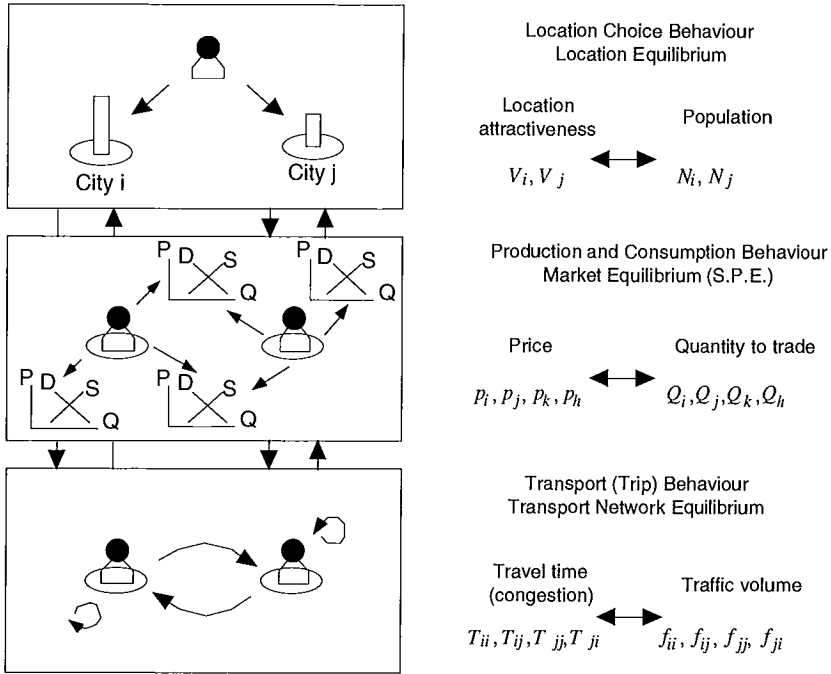 Location Choice Behaviour
Location Equilibrium
Location
attractiveness
Population
V_i, V_j
N_i, N_j
City i
City j
Production and Consumption Behaviour
Market Equilibrium (S.P.E.)
P D S Q
P D S Q
P D S Q
P D S Q
Price
Quantity to trade
p_i, p_j, p_k, p_h
Q_i, Q_j, Q_k, Q_h
Transport (Trip) Behaviour
Transport Network Equilibrium
Travel time
(congestion)
Traffic volume
T_ii, T_ij, T_jj, T_ji
f_ii, f_ij, f_jj, f_ji